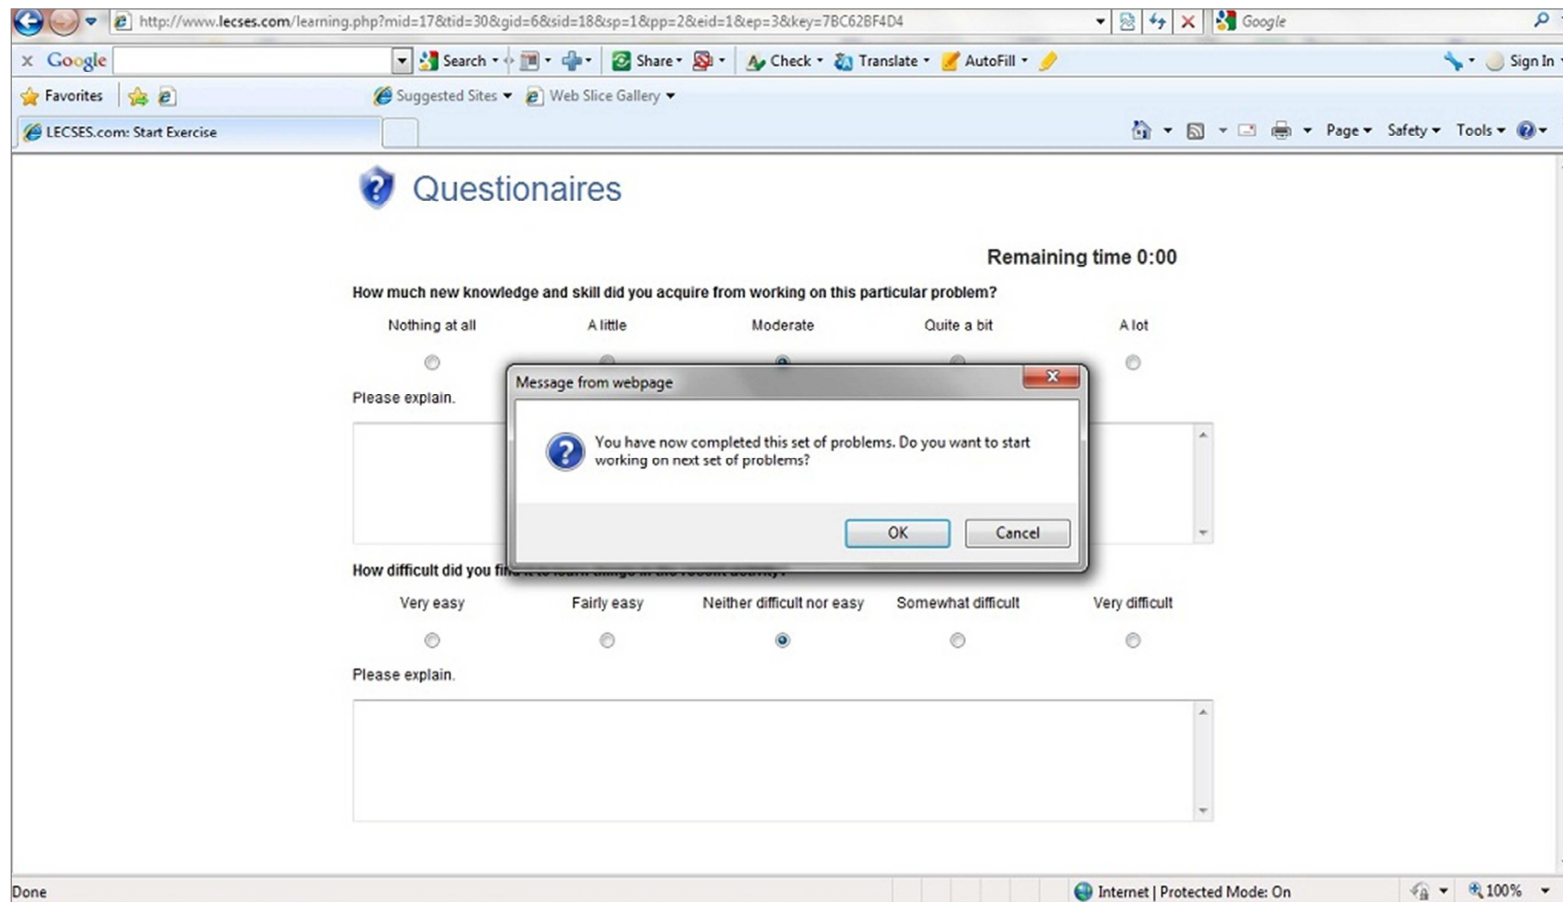 http://www.lecses.com/learning.php?mid=17&tid=30&gid=6&sid=18&sp=1&pp=2&eid=1&ep=3&key=7BC62BF4D4 Google
x Google Search Share Check Translate AutoFill Sign In
Favorites Suggested Sites Web Slice Gallery
LECSES.com: Start Exercise Page Safety Tools
Questionaires
Remaining time 0:00
How much new knowledge and skill did you acquire from working on this particular problem?
Nothing at all A little Moderate Quite a bit A lot
Message from webpage
Please explain.
You have now completed this set of problems. Do you want to start
working on next set of problems?
OK Cancel
How difficult did you find
Very easy Fairly easy Neither difficult nor easy Somewhat difficult Very difficult
Please explain.
Done Internet | Protected Mode: On 100%